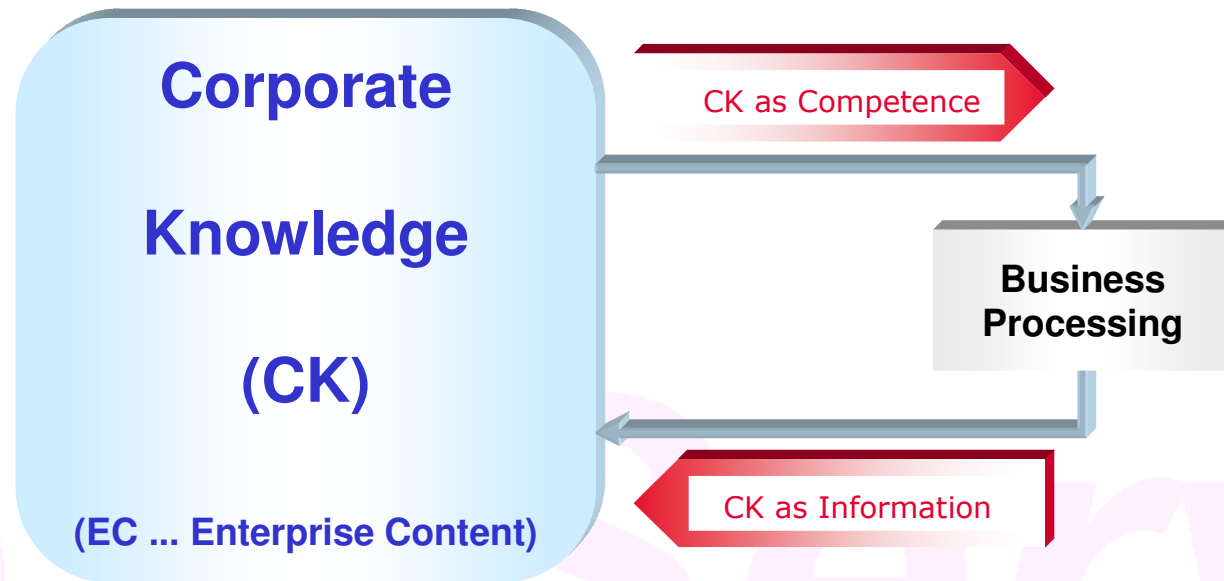 Corporate
Knowledge
(CK)
(EC ... Enterprise Content)
CK as Competence
Business
Processing
CK as Information